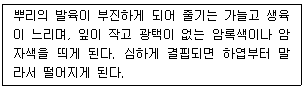 뿌리의 발육이 부진하게 되어 줄기는 가늘고 생육
이 느리며, 잎이 작고 광택이 없는 암록색이나 암
자색을 띄게 된다. 심하게 결핍되면 하엽부터 말
라서 떨어지게 된다.